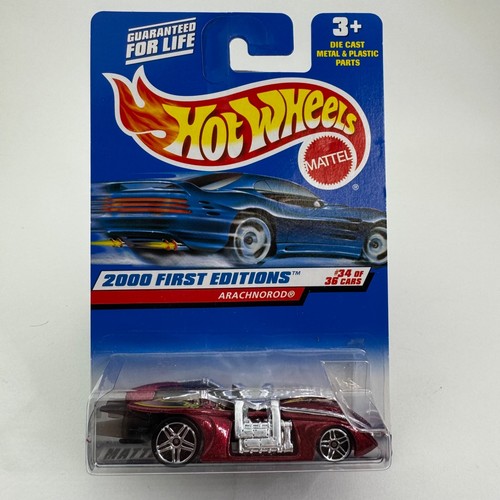 GUARANTEED
FOR LIFE
3+
DIE CAST
METAL & PLASTIC
PARTS
HOT WHEELS
MATTEL
®
2000 FIRST EDITIONS™
#34 OF
36 CARS
ARACHNOROD®
MATTEL